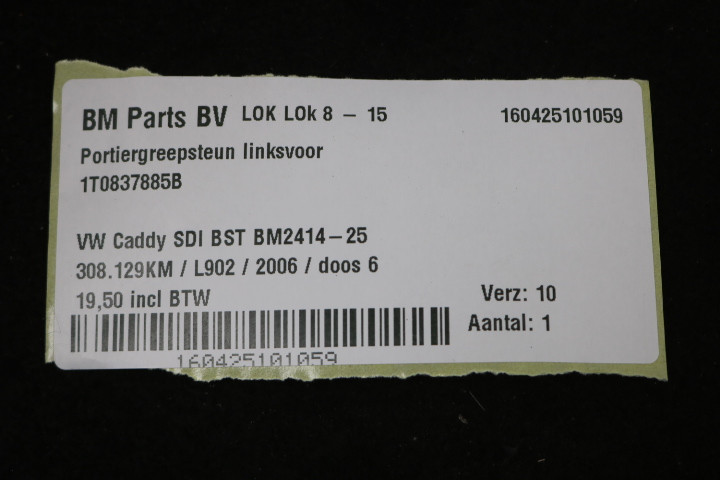 BM Parts BV LOK LOk 8 - 15 160425101059
Portiergreepsteun linksvoor
1T0837885B
VW Caddy SDI BST BM2414-25
308.129KM / L902 / 2006 / doos 6
19,50 incl BTW Verz: 10
Aantal: 1
160425101059